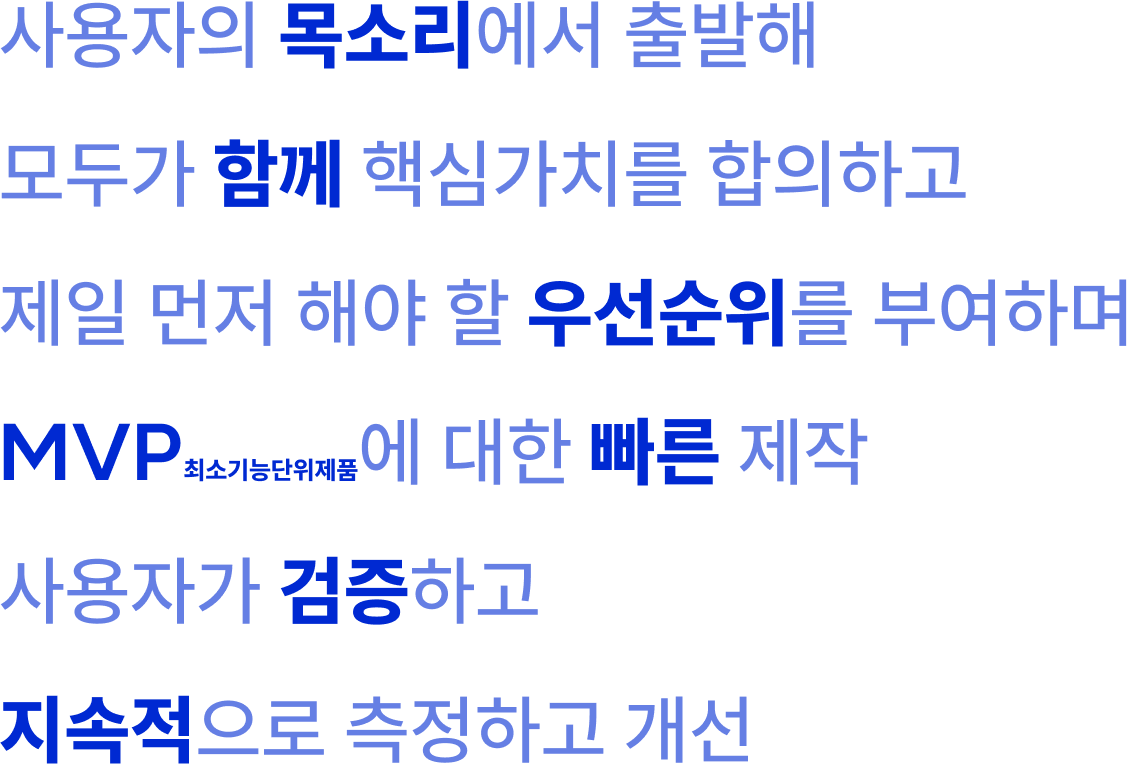 사용자의 목소리에서 출발해
모두가 함께 핵심가치를 합의하고
제일 먼저 해야 할 우선순위를 부여하며
MVP최소기능단위제품에 대한 빠른 제작
사용자가 검증하고
지속적으로 측정하고 개선